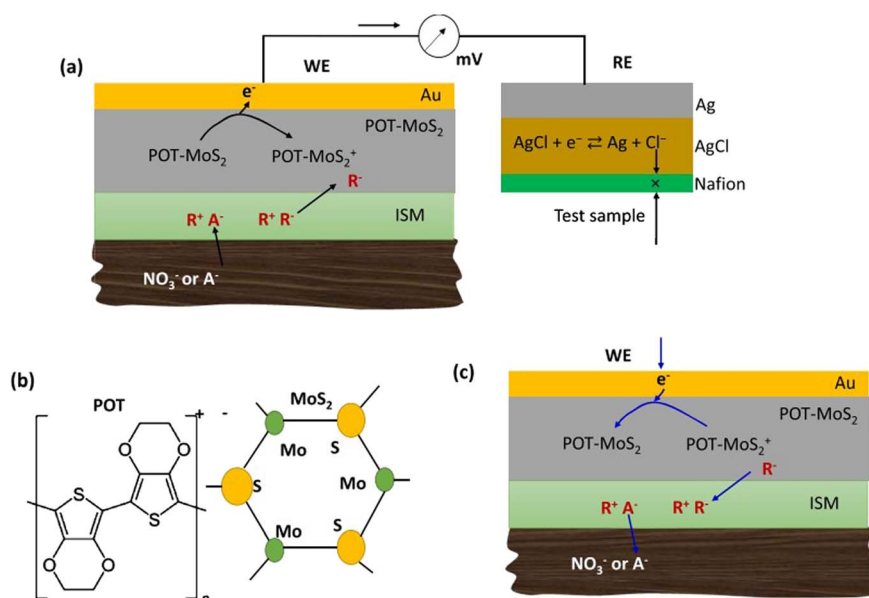 (a)
WE
mV
RE
e⁻
Au
POT-MoS₂
POT-MoS₂
POT-MoS₂⁺
R⁻
R⁺ A⁻
R⁺ R⁻
ISM
NO₃⁻ or A⁻
Ag
AgCl + e⁻ ⇄ Ag + Cl⁻
AgCl
×
Nafion
Test sample
(b)
POT
+
-
MoS₂
O
O
S
S
O
O
n
Mo
S
S
Mo
Mo
S
(c)
WE
e⁻
Au
POT-MoS₂
POT-MoS₂
POT-MoS₂⁺
R⁻
R⁺ A⁻
R⁺ R⁻
ISM
NO₃⁻ or A⁻